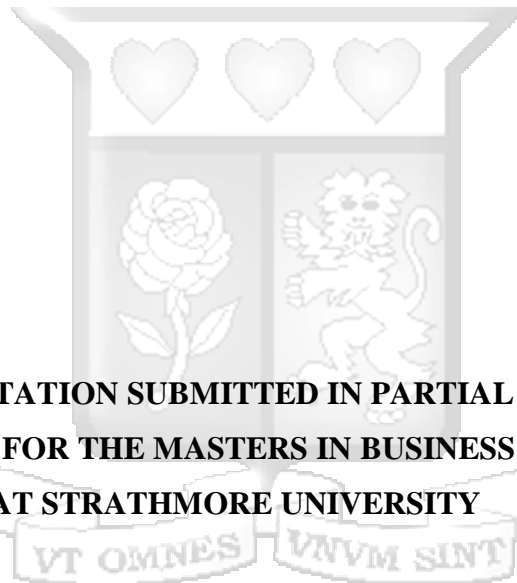 TATION SUBMITTED IN PARTIAL
FOR THE MASTERS IN BUSINESS
AT STRATHMORE UNIVERSITY
VT OMNES VNVM SINT